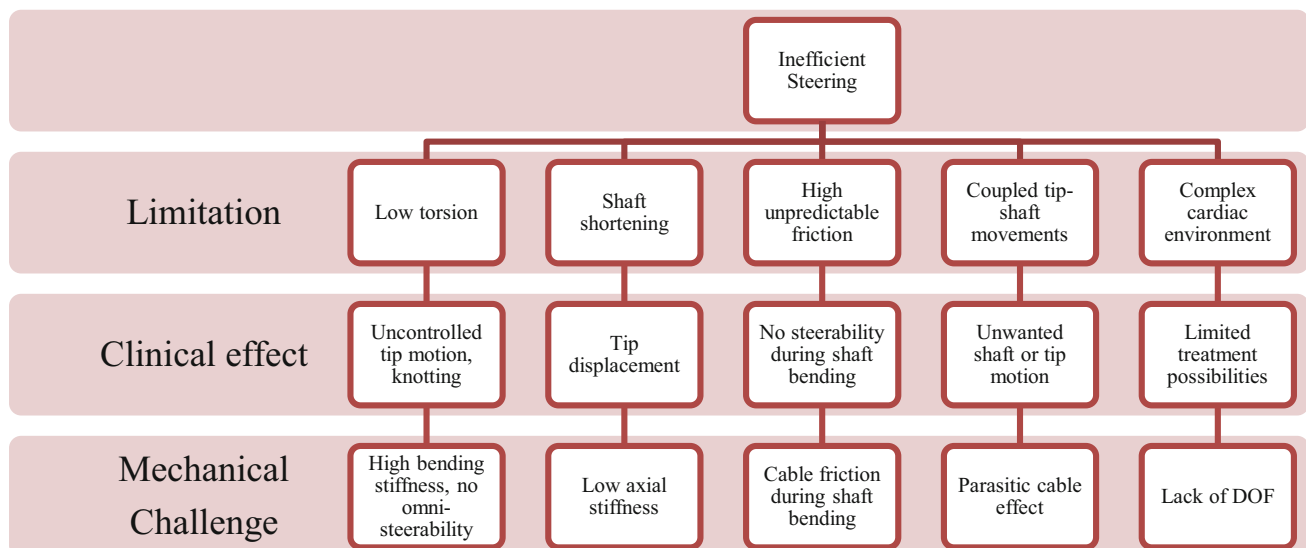 Inefficient
Steering
Limitation
Low torsion
Shaft
shortening
High
unpredictable
friction
Coupled tip-
shaft
movements
Complex
cardiac
environment
Clinical effect
Uncontrolled
tip motion,
knotting
Tip
displacement
No steerability
during shaft
bending
Unwanted
shaft or tip
motion
Limited
treatment
possibilities
Mechanical
Challenge
High bending
stiffness, no
omni-
steerability
Low axial
stiffness
Cable friction
during shaft
bending
Parasitic cable
effect
Lack of DOF